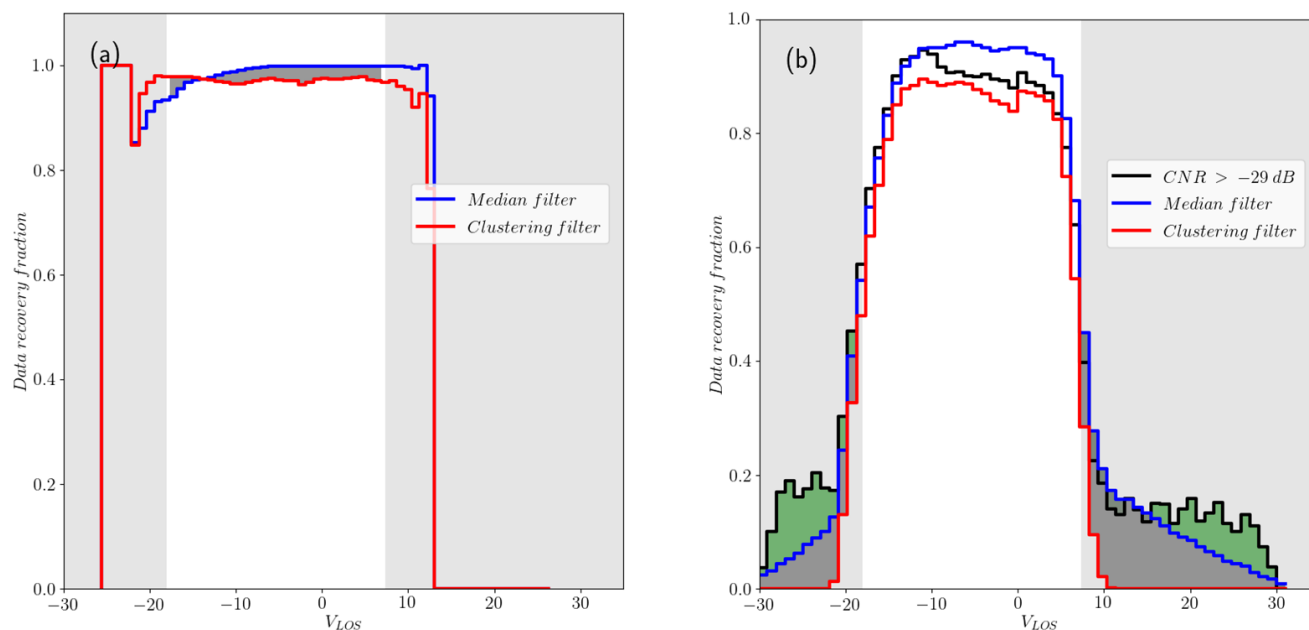 (a)
Data recovery fraction
1.0
0.8
0.6
0.4
0.2
0.0
Median filter
Clustering filter
−30 −20 −10 0 10 20 30
V_LOS
(b)
Data recovery fraction
1.0
0.8
0.6
0.4
0.2
0.0
CNR > −29 dB
Median filter
Clustering filter
−30 −20 −10 0 10 20 30
V_LOS